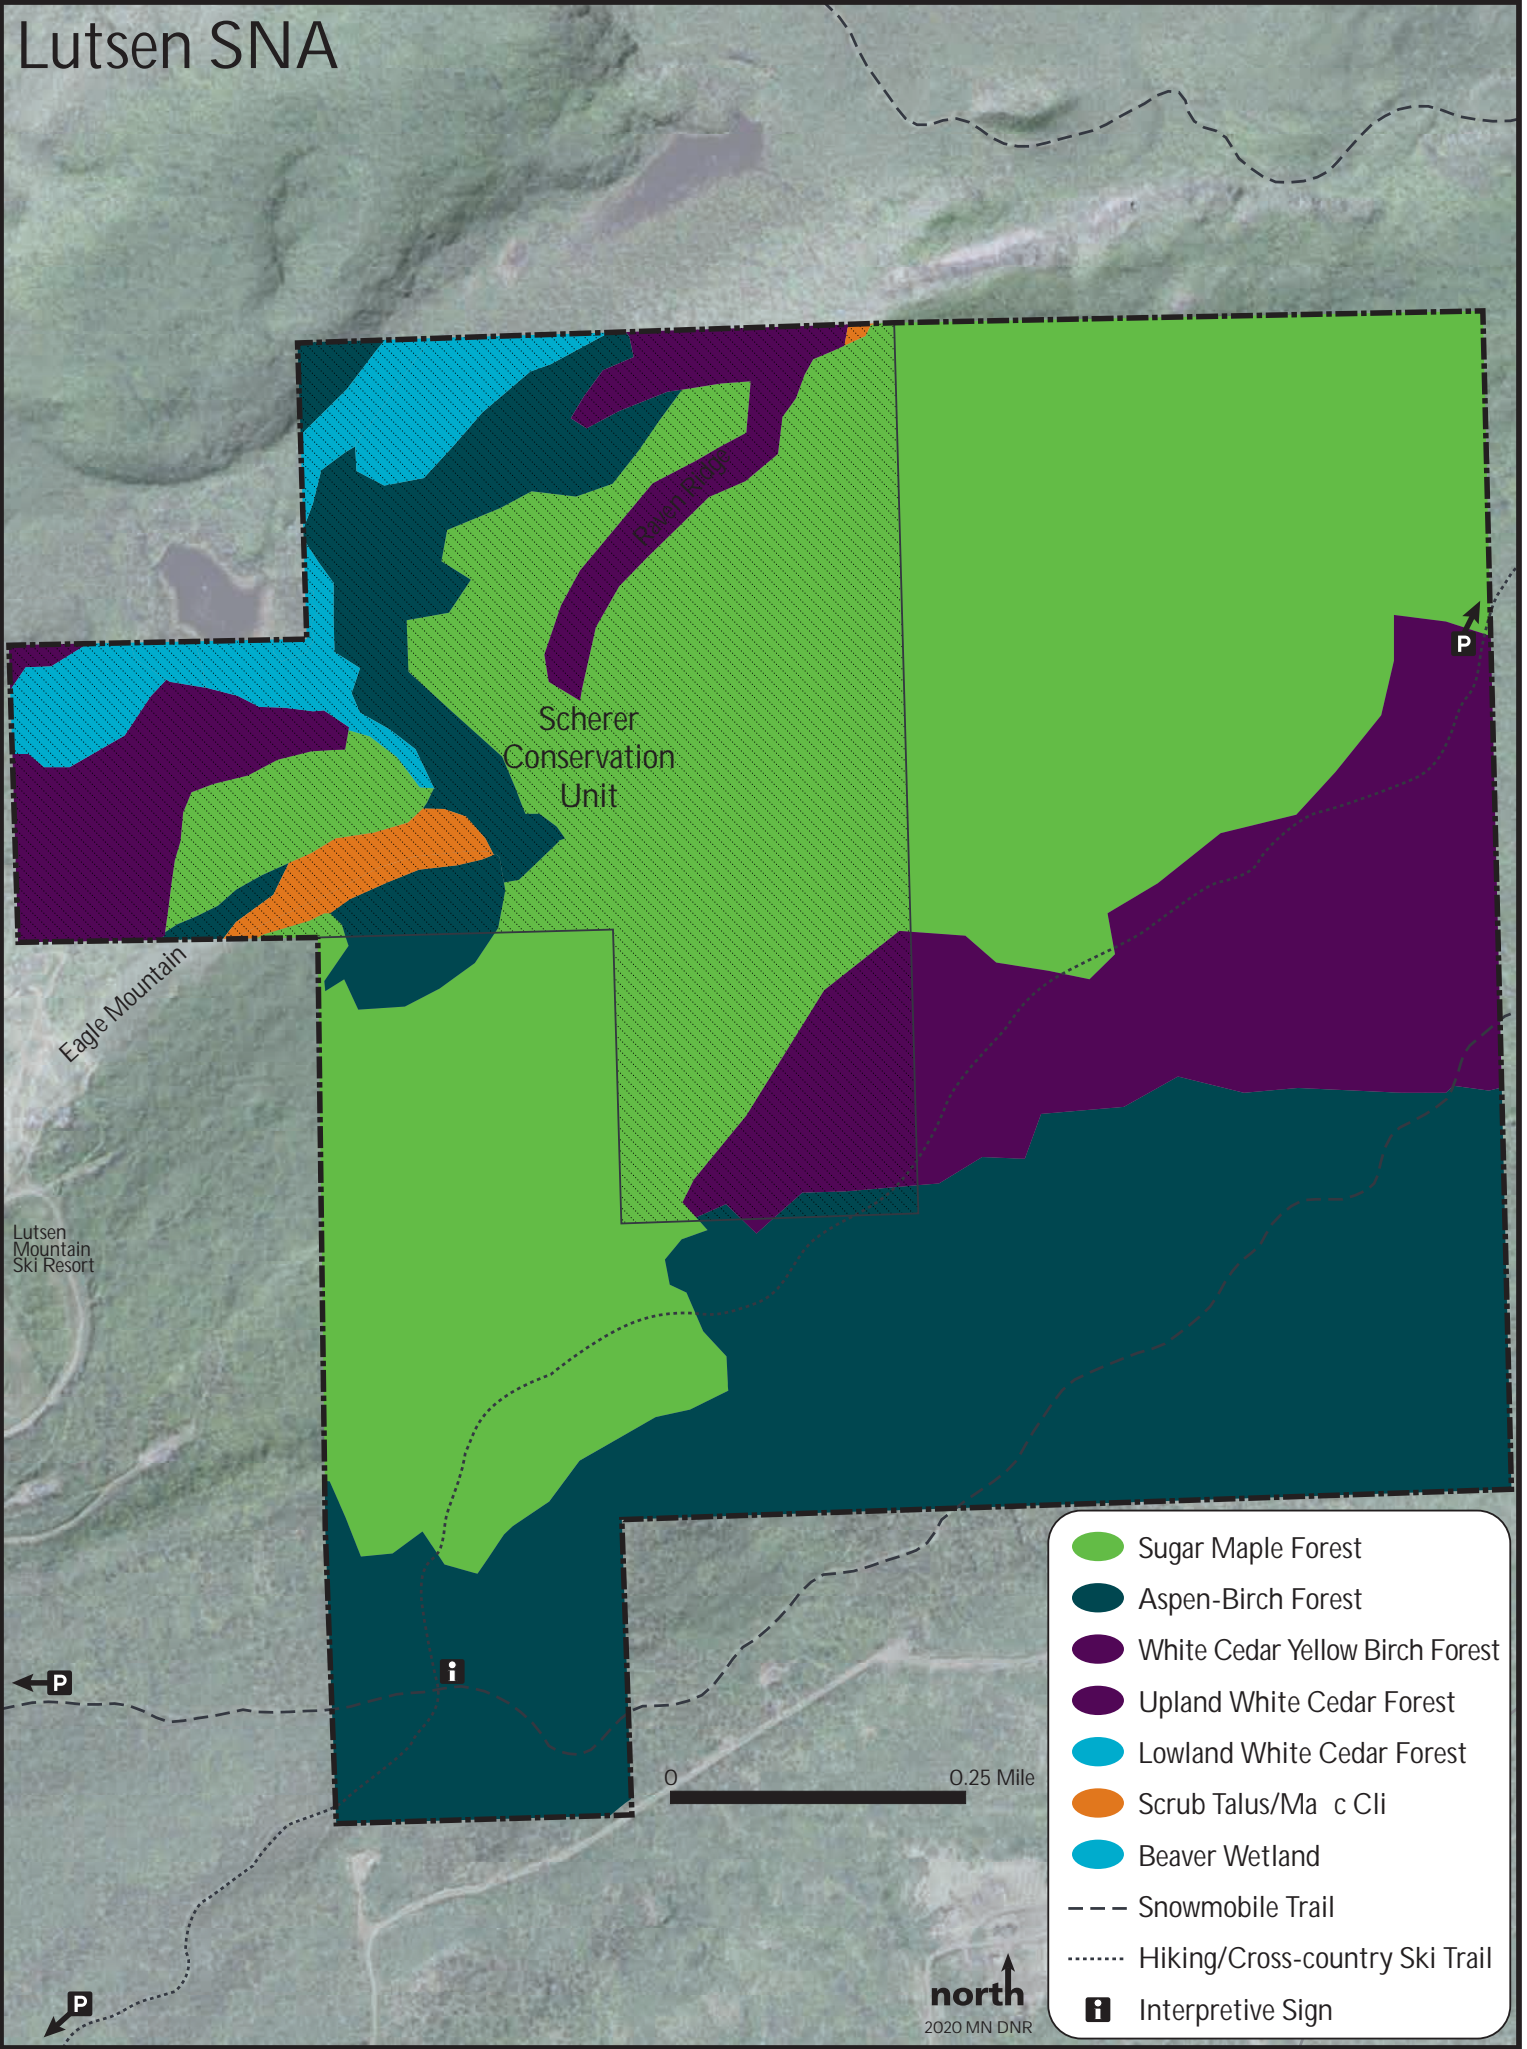 Lutsen SNA
Raven Ridge
P
Scherer
Conservation
Unit
Eagle Mountain
Lutsen
Mountain
Ski Resort
i
P
0 0.25 Mile
P
north
2020 MN DNR
Sugar Maple Forest
Aspen-Birch Forest
White Cedar Yellow Birch Forest
Upland White Cedar Forest
Lowland White Cedar Forest
Scrub Talus/Ma c Cli
Beaver Wetland
Snowmobile Trail
Hiking/Cross-country Ski Trail
i Interpretive Sign